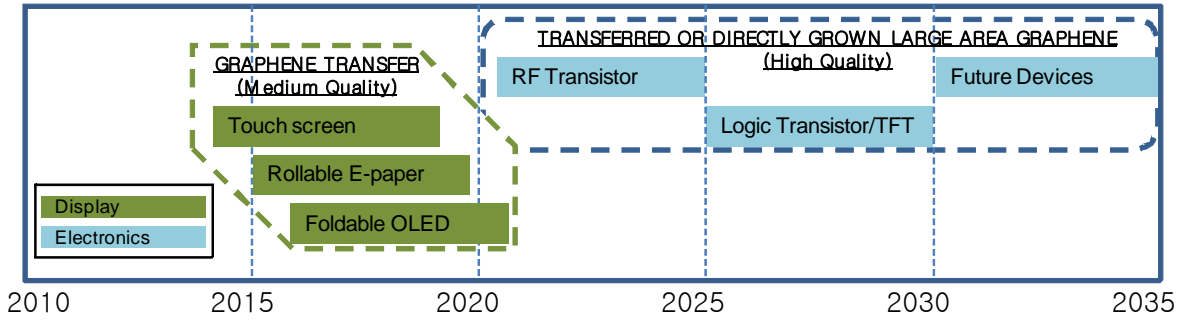 TRANSFERRED OR DIRECTLY GROWN LARGE AREA GRAPHENE
(High Quality)
GRAPHENE TRANSFER
(Medium Quality)
RF Transistor
Future Devices
Touch screen
Logic Transistor/TFT
Rollable E-paper
Foldable OLED
Display
Electronics
2010 2015 2020 2025 2030 2035